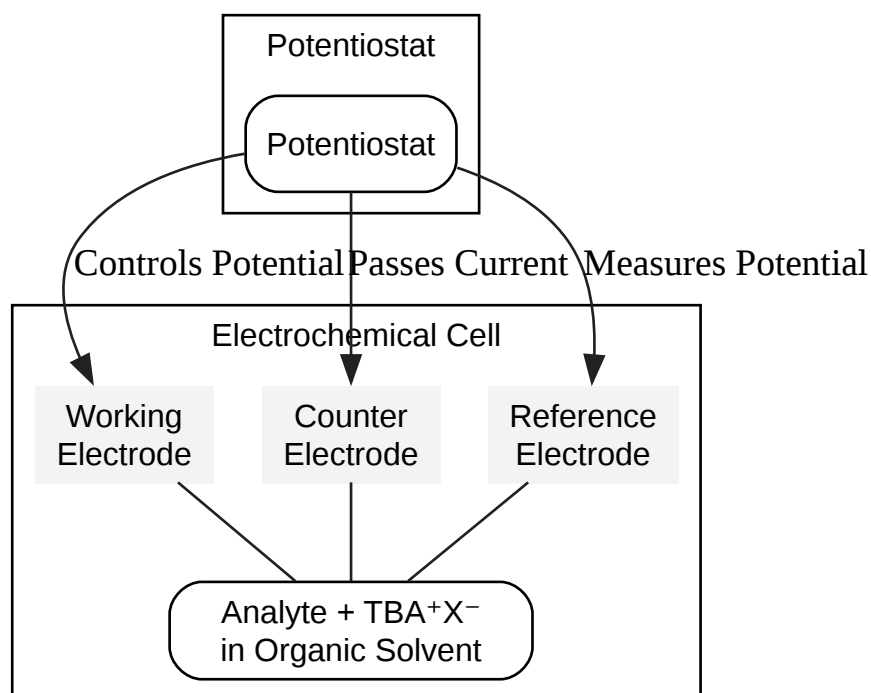 Potentiostat
Potentiostat
Controls Potential
Passes Current
Measures Potential
Electrochemical Cell
Working
Electrode
Counter
Electrode
Reference
Electrode
Analyte + TBA⁺X⁻
in Organic Solvent